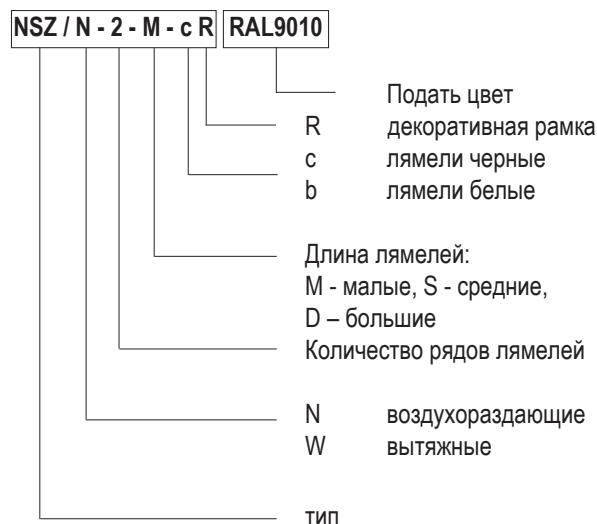 NSZ / N - 2 - M - c R RAL9010
Подать цвет
R декоративная рамка
c лямели черные
b лямели белые
Длина лямелей:
M - малые, S - средние,
D – большие
Количество рядов лямелей
N воздухораздающие
W вытяжные
тип